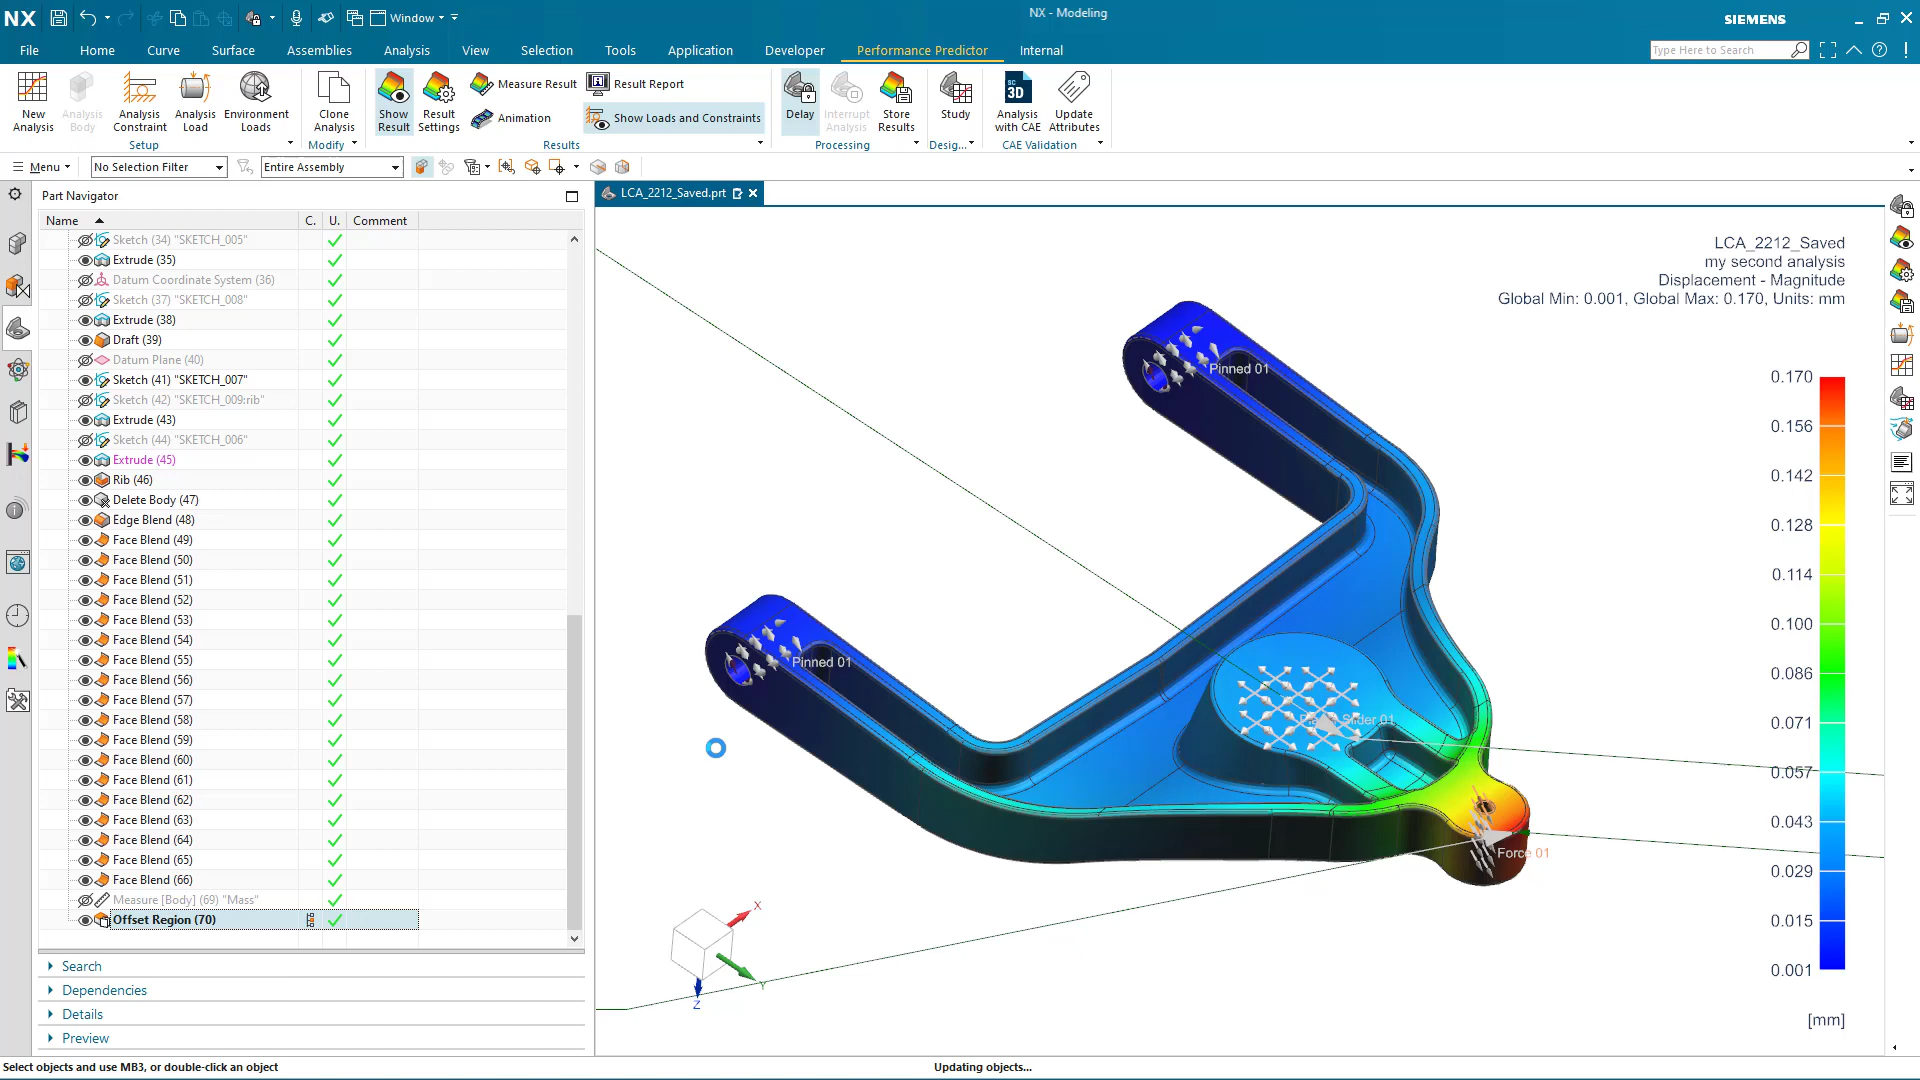 NX
Window
NX - Modeling
SIEMENS
File Home Curve Surface Assemblies Analysis View Selection Tools Application Developer Performance Predictor Internal
Type Here to Search
New Analysis
Analysis Body
Analysis Constraint
Analysis Load
Environment Loads
Setup
Clone Analysis
Modify
Show Result
Result Settings
Measure Result
Animation
Result Report
Show Loads and Constraints
Results
Delay
Interrupt Analysis
Store Results
Processing
Study
Desig...
SC 3D
Analysis with CAE
Update Attributes
CAE Validation
Menu
No Selection Filter
Entire Assembly
Part Navigator
Name C. U. Comment
Sketch (34) "SKETCH_005"
Extrude (35)
Datum Coordinate System (36)
Sketch (37) "SKETCH_008"
Extrude (38)
Draft (39)
Datum Plane (40)
Sketch (41) "SKETCH_007"
Sketch (42) "SKETCH_009:rib"
Extrude (43)
Sketch (44) "SKETCH_006"
Extrude (45)
Rib (46)
Delete Body (47)
Edge Blend (48)
Face Blend (49)
Face Blend (50)
Face Blend (51)
Face Blend (52)
Face Blend (53)
Face Blend (54)
Face Blend (55)
Face Blend (56)
Face Blend (57)
Face Blend (58)
Face Blend (59)
Face Blend (60)
Face Blend (61)
Face Blend (62)
Face Blend (63)
Face Blend (64)
Face Blend (65)
Face Blend (66)
Measure [Body] (69) "Mass"
Offset Region (70)
Search
Dependencies
Details
Preview
LCA_2212_Saved.prt
LCA_2212_Saved
my second analysis
Displacement - Magnitude
Global Min: 0.001, Global Max: 0.170, Units: mm
Pinned 01
Pinned 01
Slider 01
Force 01
0.170
0.156
0.142
0.128
0.114
0.100
0.086
0.071
0.057
0.043
0.029
0.015
0.001
[mm]
X
Y
Z
Select objects and use MB3, or double-click an object
Updating objects...